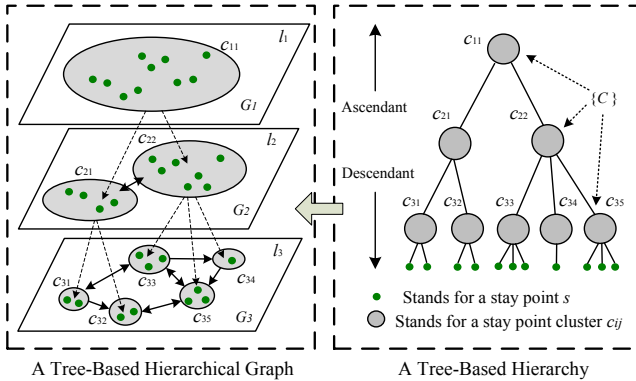 c11
l1
G1
c22
l2
c21
G2
l3
c31
c33
c34
c32
c35
G3
A Tree-Based Hierarchical Graph
c11
{C}
Ascendant
c21
c22
Descendant
c31
c32
c33
c34
c35
Stands for a stay point s
Stands for a stay point cluster cij
A Tree-Based Hierarchy